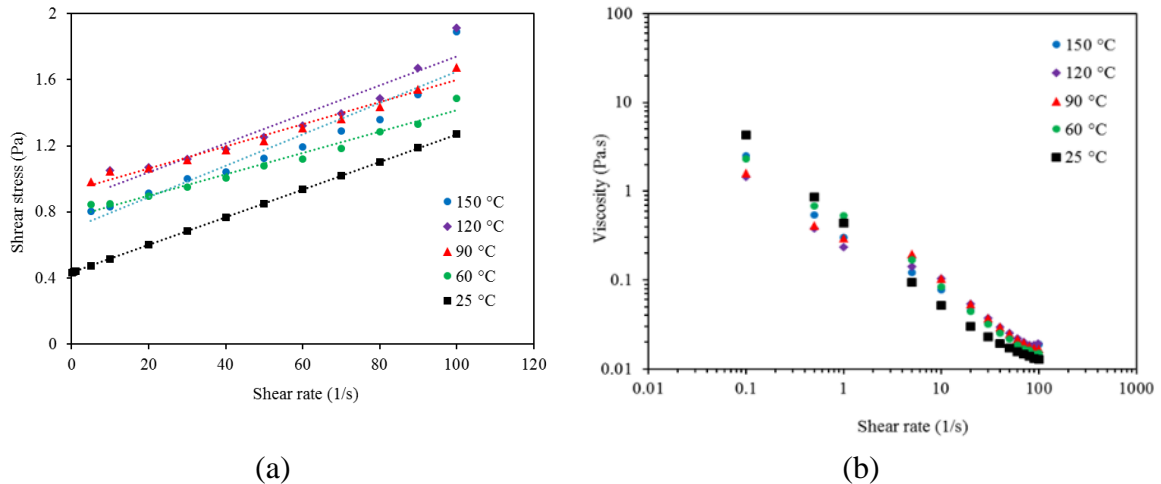 2
1.6
1.2
0.8
0.4
0
0 20 40 60 80 100 120
Shrear stress (Pa)
Shear rate (1/s)
150 °C
120 °C
90 °C
60 °C
25 °C
(a)
100
10
1
0.1
0.01
0.01 0.1 1 10 100 1000
Viscosity (Pa.s)
Shear rate (1/s)
150 °C
120 °C
90 °C
60 °C
25 °C
(b)